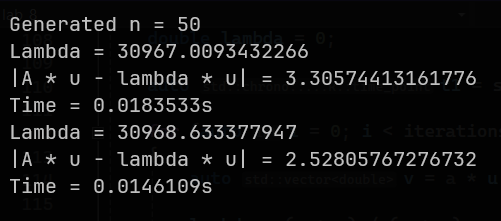 Generated n = 50
Lambda = 30967.0093432266
|A * u - lambda * u| = 3.30574413161776
Time = 0.0183533s
Lambda = 30968.633377947
|A * u - lambda * u| = 2.52805767276732
Time = 0.0146109s